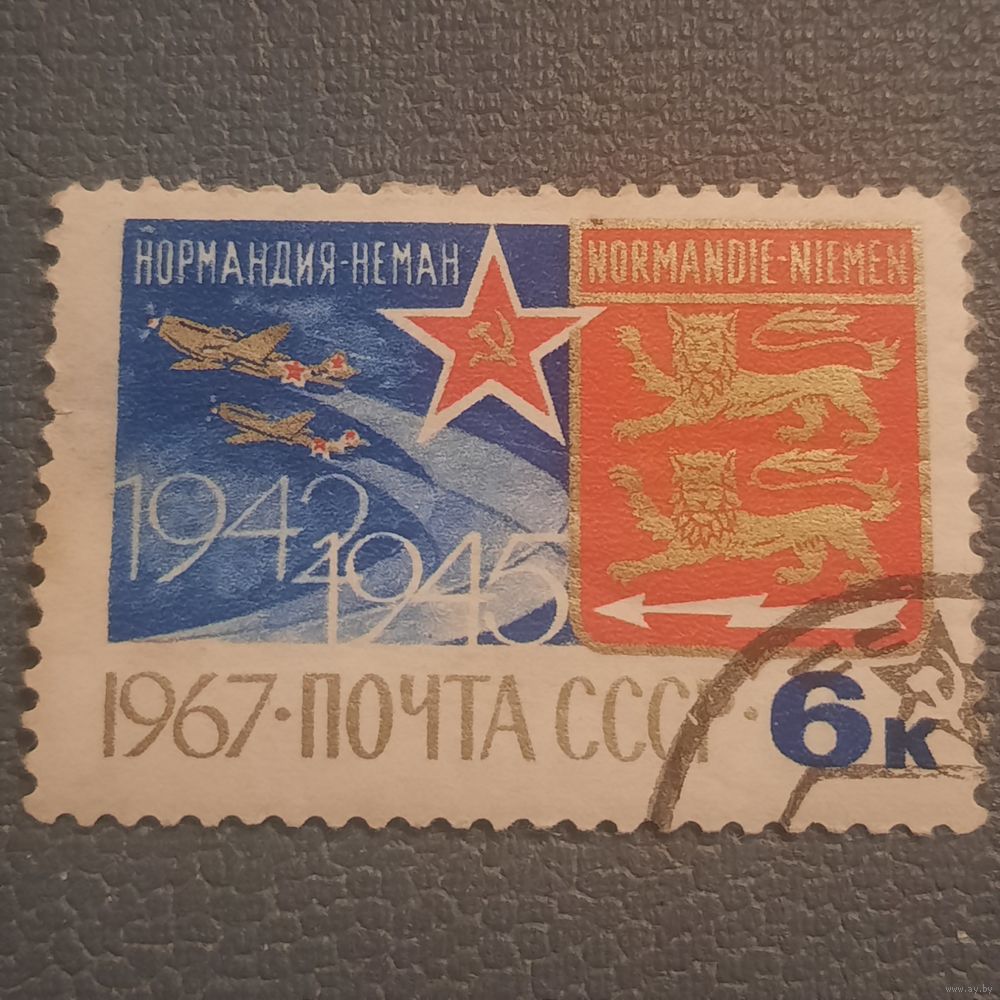 НОРМАНДИЯ-НЕМАН
NORMANDIE-NIEMEN
1942
1945
1967·ПОЧТА СССР·6к
www.ay.by